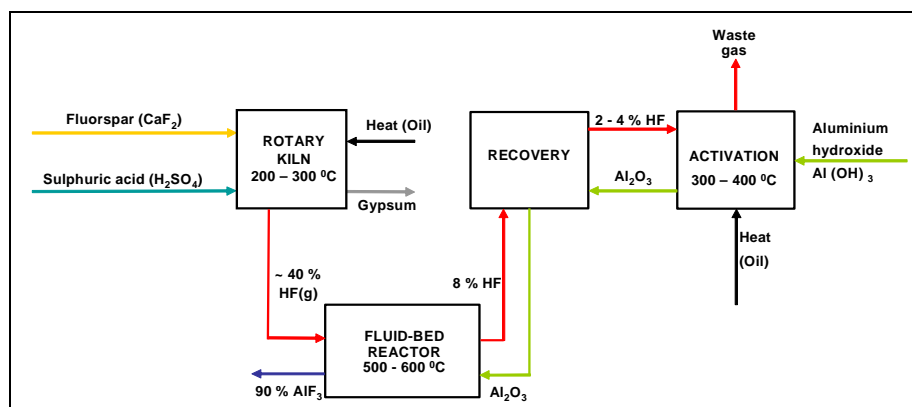 Waste
gas
Fluorspar (CaF2)
Heat (Oil)
ROTARY
KILN
200 – 300 ⁰C
Sulphuric acid (H2SO4)
Gypsum
RECOVERY
2 - 4 % HF
Al2O3
ACTIVATION
300 – 400 ⁰C
Aluminium
hydroxide
Al (OH) 3
Heat
(Oil)
~ 40 %
HF(g)
8 % HF
FLUID-BED
REACTOR
500 - 600 ⁰C
90 % AlF3
Al2O3